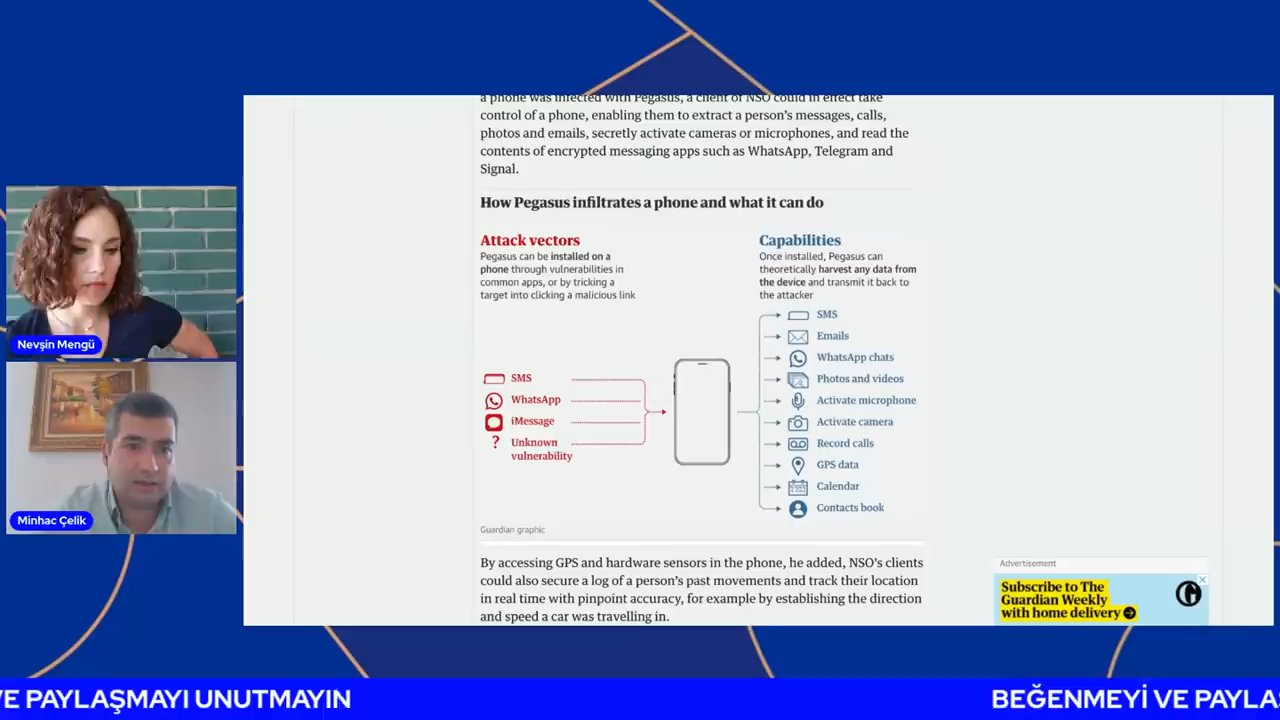 a phone was infected with Pegasus, a client of NSO could in effect take
control of a phone, enabling them to extract a person's messages, calls,
photos and emails, secretly activate cameras or microphones, and read the
contents of encrypted messaging apps such as WhatsApp, Telegram and
Signal.
How Pegasus infiltrates a phone and what it can do
Attack vectors
Pegasus can be installed on a
phone through vulnerabilities in
common apps, or by tricking a
target into clicking a malicious link
SMS
WhatsApp
iMessage
?
Unknown
vulnerability
Capabilities
Once installed, Pegasus can
theoretically harvest any data from
the device and transmit it back to
the attacker
SMS
Emails
WhatsApp chats
Photos and videos
Activate microphone
Activate camera
Record calls
GPS data
Calendar
Contacts book
Guardian graphic
By accessing GPS and hardware sensors in the phone, he added, NSO's clients
could also secure a log of a person's past movements and track their location
in real time with pinpoint accuracy, for example by establishing the direction
and speed a car was travelling in.
Advertisement
Subscribe to The
Guardian Weekly
with home delivery
Nevşin Mengü
Minhac Çelik
VE PAYLAŞMAYI UNUTMAYIN
BEĞENMEYİ VE PAYLAŞ